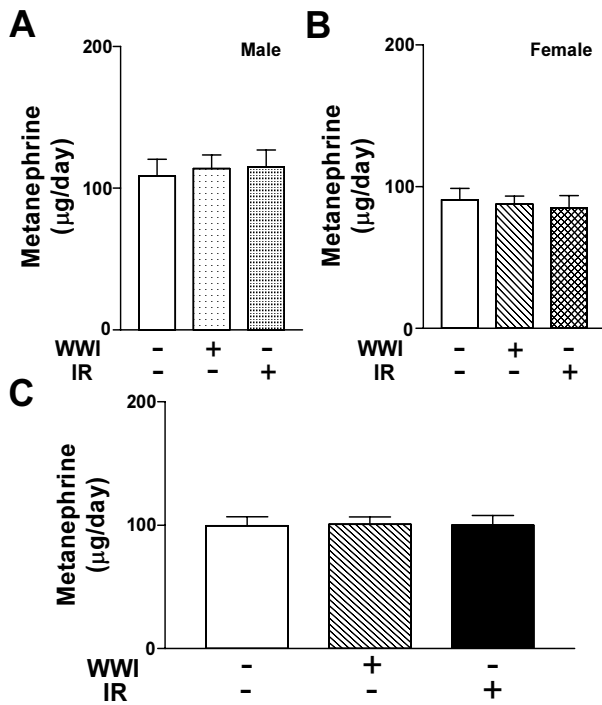 A
Male
200
100
0
Metanephrine
(μg/day)
WWI - + -
IR - - +
B
Female
200
100
0
Metanephrine
(μg/day)
WWI - + -
IR - - +
C
200
100
0
Metanephrine
(μg/day)
WWI - + -
IR - - +